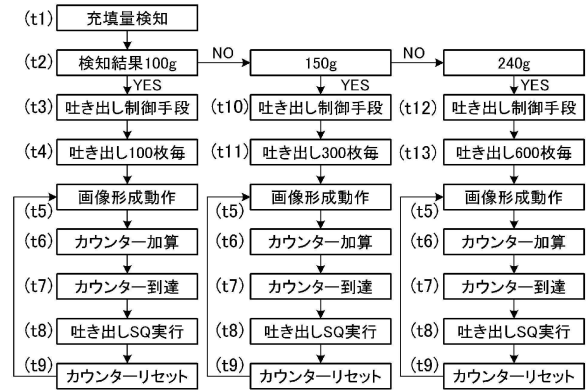 (t1) 充填量検知
(t2) 検知結果100g NO 150g NO 240g
YES YES YES
(t3) 吐き出し制御手段 (t10) 吐き出し制御手段 (t12) 吐き出し制御手段
(t4) 吐き出し100枚毎 (t11) 吐き出し300枚毎 (t13) 吐き出し600枚毎
画像形成動作 画像形成動作 画像形成動作
(t5) (t5) (t5)
(t6) カウンター加算 (t6) カウンター加算 (t6) カウンター加算
(t7) カウンター到達 (t7) カウンター到達 (t7) カウンター到達
(t8) 吐き出しSQ実行 (t8) 吐き出しSQ実行 (t8) 吐き出しSQ実行
(t9) カウンターリセット (t9) カウンターリセット (t9) カウンターリセット